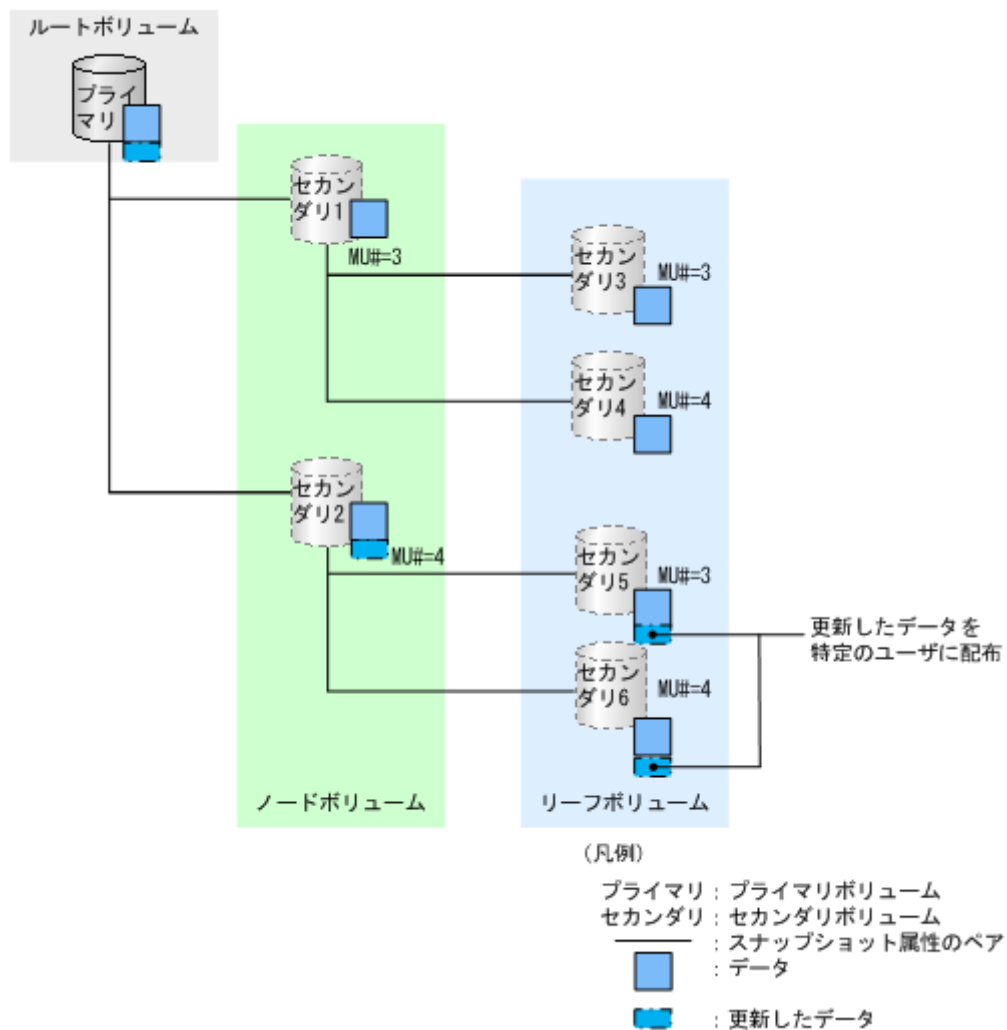 ルートボリューム
プライ
マリ
セカン
ダリ1
MU#=3
セカン
ダリ3
MU#=3
セカン
ダリ4
MU#=4
セカン
ダリ2
MU#=4
セカン
ダリ5
MU#=3
更新したデータを
特定のユーザに配布
セカン
ダリ6
MU#=4
ノードボリューム
リーフボリューム
(凡例)
プライマリ : プライマリボリューム
セカンダリ : セカンダリボリューム
: スナップショット属性のペア
: データ
: 更新したデータ